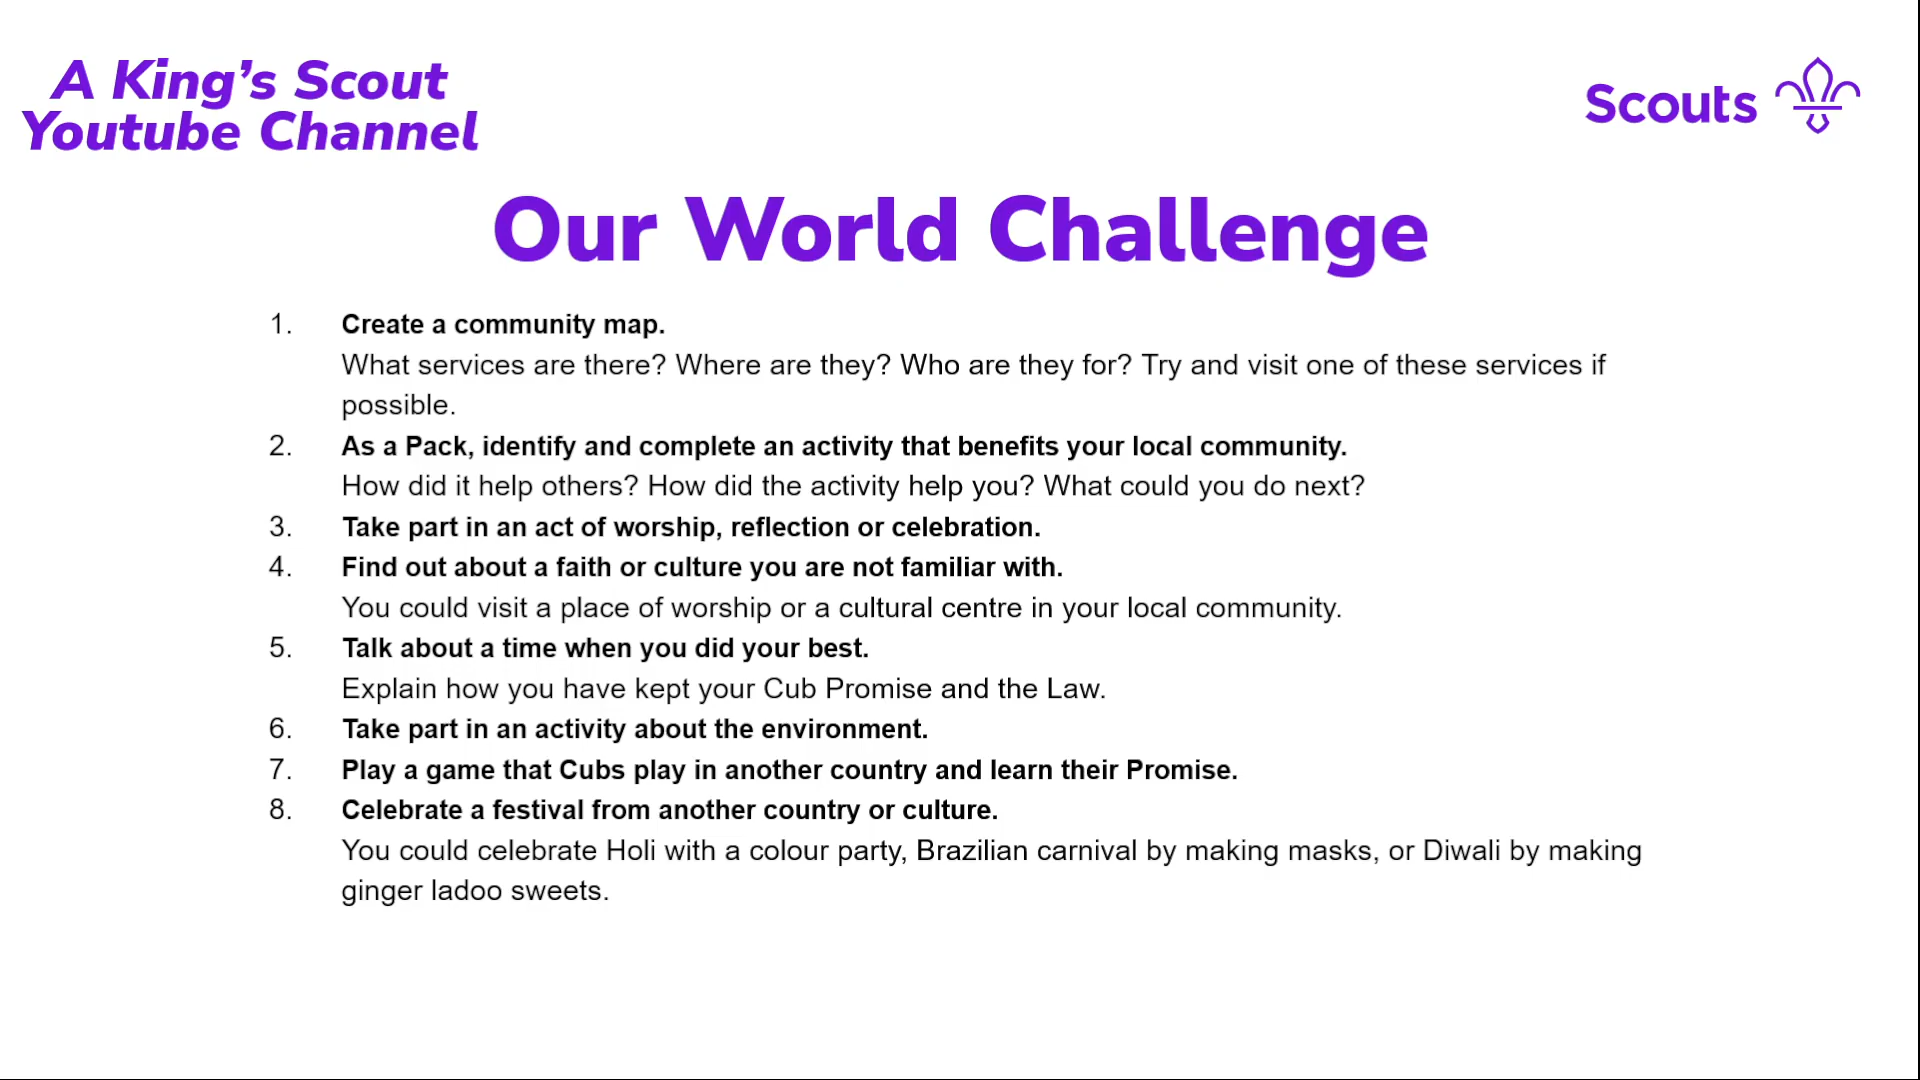 A King's Scout
Youtube Channel
Scouts
Our World Challenge
1. Create a community map.
What services are there? Where are they? Who are they for? Try and visit one of these services if
possible.
2. As a Pack, identify and complete an activity that benefits your local community.
How did it help others? How did the activity help you? What could you do next?
3. Take part in an act of worship, reflection or celebration.
4. Find out about a faith or culture you are not familiar with.
You could visit a place of worship or a cultural centre in your local community.
5. Talk about a time when you did your best.
Explain how you have kept your Cub Promise and the Law.
6. Take part in an activity about the environment.
7. Play a game that Cubs play in another country and learn their Promise.
8. Celebrate a festival from another country or culture.
You could celebrate Holi with a colour party, Brazilian carnival by making masks, or Diwali by making
ginger ladoo sweets.